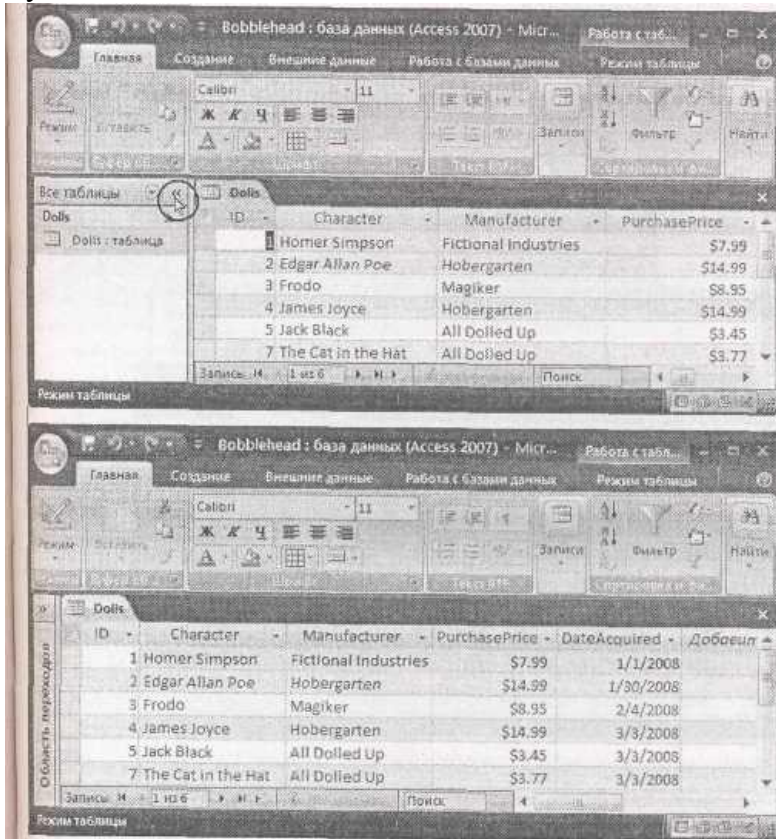 Bobblehead : база данных (Access 2007) - Micr... Работа с таб...
Главная Создание Внешние данные Работа с базами данных Режим таблицы
Calibri 11
Режим Вставить Ж К Ч Записи Фильтр Найти
А
Все таблицы « Dolls
Dolls ID Character Manufacturer PurchasePrice
Dolls : таблица 1 Homer Simpson Fictional Industries $7.99
2 Edgar Allan Poe Hobergarten $14.99
3 Frodo Magiker $8.95
4 James Joyce Hobergarten $14.99
5 Jack Black All Dolled Up $3.45
7 The Cat in the Hat All Dolled Up $3.77
Запись: 1 из 6 Поиск
Режим таблицы
Bobblehead : база данных (Access 2007) - Micr... Работа с табл...
Главная Создание Внешние данные Работа с базами данных Режим таблицы
Calibri 11
Режим Вставить Ж К Ч Записи Фильтр Найти
А
» Dolls
Область переходов
ID Character Manufacturer PurchasePrice DateAcquired Добавит
1 Homer Simpson Fictional Industries $7.99 1/1/2008
2 Edgar Allan Poe Hobergarten $14.99 1/30/2008
3 Frodo Magiker $8.95 2/4/2008
4 James Joyce Hobergarten $14.99 3/3/2008
5 Jack Black All Dolled Up $3.45 3/3/2008
7 The Cat in the Hat All Dolled Up $3.77 3/3/2008
Запись: 1 из 6 Поиск
Режим таблицы